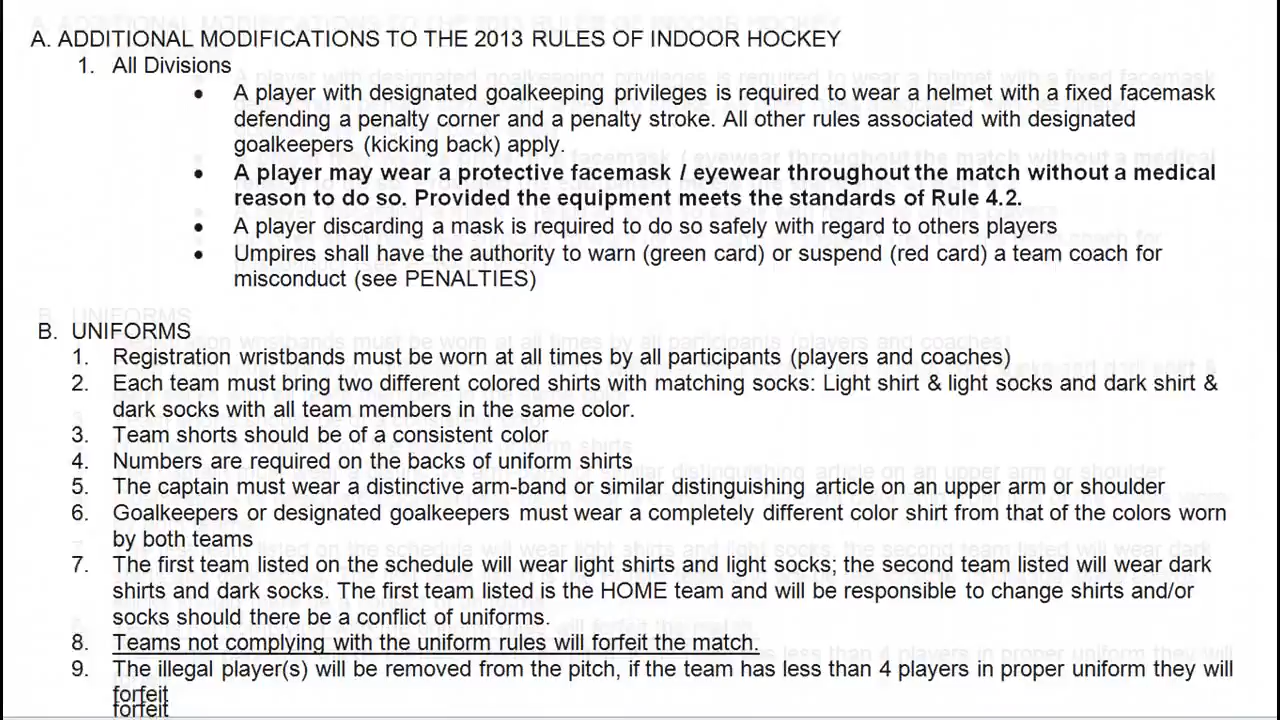 A. ADDITIONAL MODIFICATIONS TO THE 2013 RULES OF INDOOR HOCKEY
1. All Divisions
• A player with designated goalkeeping privileges is required to wear a helmet with a fixed facemask
defending a penalty corner and a penalty stroke. All other rules associated with designated
goalkeepers (kicking back) apply.
• A player may wear a protective facemask / eyewear throughout the match without a medical
reason to do so. Provided the equipment meets the standards of Rule 4.2.
• A player discarding a mask is required to do so safely with regard to others players
• Umpires shall have the authority to warn (green card) or suspend (red card) a team coach for
misconduct (see PENALTIES)
B. UNIFORMS
1. Registration wristbands must be worn at all times by all participants (players and coaches)
2. Each team must bring two different colored shirts with matching socks: Light shirt & light socks and dark shirt &
dark socks with all team members in the same color.
3. Team shorts should be of a consistent color
4. Numbers are required on the backs of uniform shirts
5. The captain must wear a distinctive arm-band or similar distinguishing article on an upper arm or shoulder
6. Goalkeepers or designated goalkeepers must wear a completely different color shirt from that of the colors worn
by both teams
7. The first team listed on the schedule will wear light shirts and light socks; the second team listed will wear dark
shirts and dark socks. The first team listed is the HOME team and will be responsible to change shirts and/or
socks should there be a conflict of uniforms.
8. Teams not complying with the uniform rules will forfeit the match.
9. The illegal player(s) will be removed from the pitch, if the team has less than 4 players in proper uniform they will
forfeit
forfeit